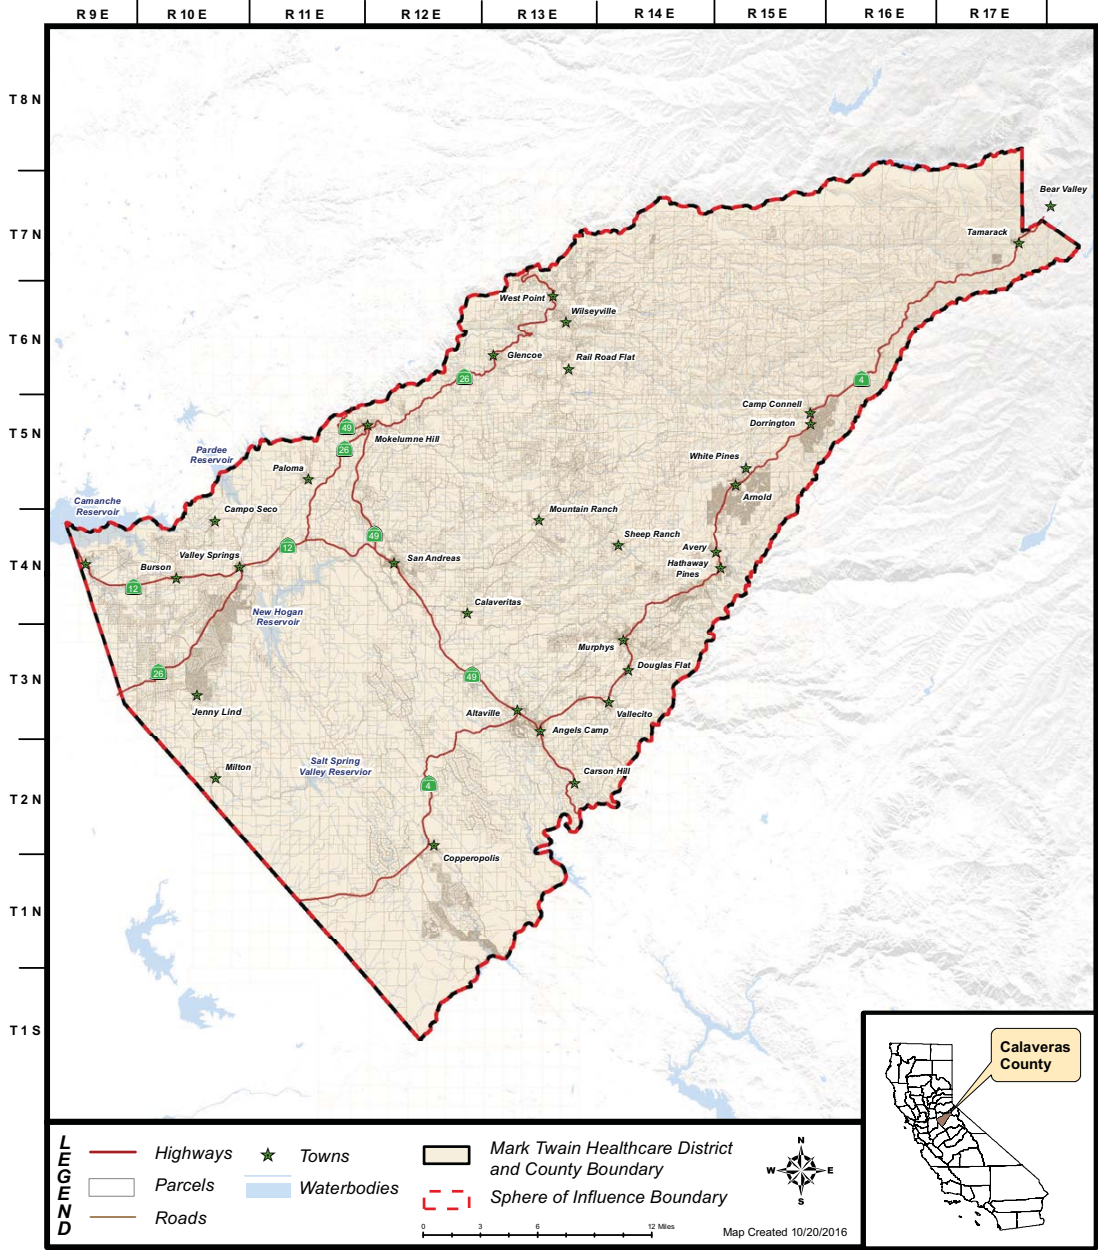 R 9 E
R 10 E
R 11 E
R 12 E
R 13 E
R 14 E
R 15 E
R 16 E
R 17 E
T 8 N
T 7 N
T 6 N
T 5 N
T 4 N
T 3 N
T 2 N
T 1 N
T 1 S
Bear Valley
Tamarack
West Point
Wilseyville
Glencoe
Rail Road Flat
26
4
Camp Connell
Dorrington
49
Mokelumne Hill
26
Pardee
Reservoir
Paloma
White Pines
Arnold
Camanche
Reservoir
Campo Seco
Mountain Ranch
Sheep Ranch
49
12
Valley Springs
San Andreas
Avery
Hathaway
Pines
Burson
12
New Hogan
Reservoir
Calaveritas
Murphys
Douglas Flat
26
49
Jenny Lind
Altaville
Vallecito
Angels Camp
Milton
Salt Spring
Valley Reservior
Carson Hill
4
Copperopolis
Calaveras
County
LEGEND
Highways
Towns
Parcels
Waterbodies
Roads
Mark Twain Healthcare District
and County Boundary
Sphere of Influence Boundary
0 3 6 12 Miles
N
W E
S
Map Created 10/20/2016